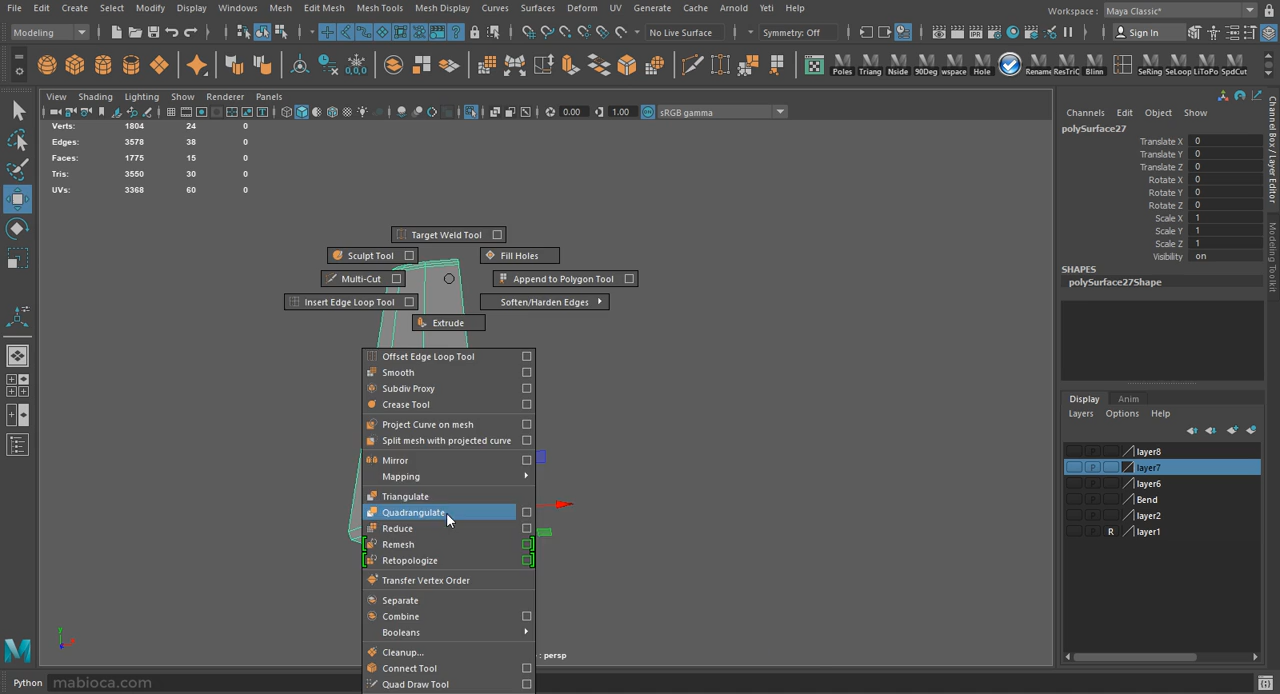 File Edit Create Select Modify Display Windows Mesh Edit Mesh Mesh Tools Mesh Display Curves Surfaces Deform UV Generate Cache Arnold Yeti Help
Workspace : Maya Classic*
Modeling No Live Surface Symmetry: Off Sign In
Poles Triang Nside 90Deg wspace Hole Rename ResTriC Blinn SeRing SeLoop LiToPo SpdCut
View Shading Lighting Show Renderer Panels
0.00 1.00 sRGB gamma
Verts: 1804 24 0
Edges: 3578 38 0
Faces: 1775 15 0
Tris: 3550 30 0
UVs: 3368 60 0
Target Weld Tool
Sculpt Tool Fill Holes
Multi-Cut Append to Polygon Tool
Insert Edge Loop Tool Soften/Harden Edges
Extrude
Offset Edge Loop Tool
Smooth
Subdiv Proxy
Crease Tool
Project Curve on mesh
Split mesh with projected curve
Mirror
Mapping
Triangulate
Quadrangulate
Reduce
Remesh
Retopologize
Transfer Vertex Order
Separate
Combine
Booleans
Cleanup...
Connect Tool
Quad Draw Tool
: persp
Channels Edit Object Show
polySurface27
Translate X 0
Translate Y 0
Translate Z 0
Rotate X 0
Rotate Y 0
Rotate Z 0
Scale X 1
Scale Y 1
Scale Z 1
Visibility on
SHAPES
polySurface27Shape
Display Anim
Layers Options Help
layer8
layer7
P layer6
P Bend
P layer2
P R layer1
Channel Box / Layer Editor
Modeling Toolkit
y
x
Python mabioca.com